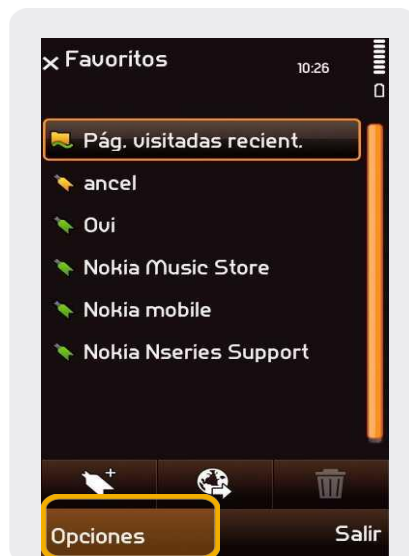 Favoritos
10:26
Pág. visitadas recient.
ancel
Ovi
Nokia Music Store
Nokia mobile
Nokia Nseries Support
Opciones
Salir